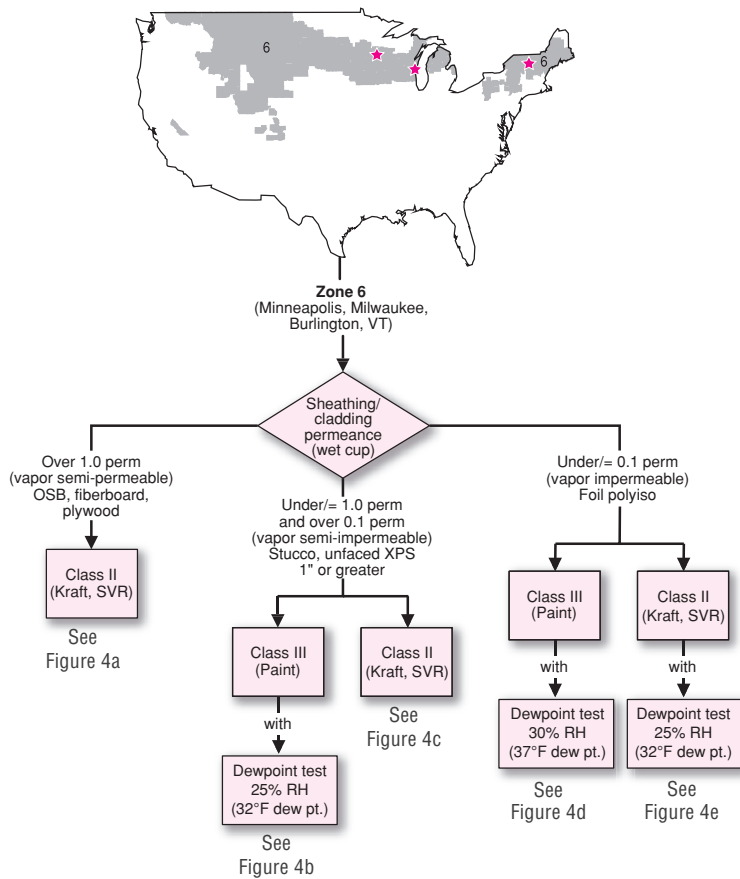 6
6
Zone 6
(Minneapolis, Milwaukee,
Burlington, VT)
Sheathing/
cladding
permeance
(wet cup)
Over 1.0 perm
(vapor semi-permeable)
OSB, fiberboard,
plywood
Class II
(Kraft, SVR)
See
Figure 4a
Under/= 1.0 perm
and over 0.1 perm
(vapor semi-impermeable)
Stucco, unfaced XPS
1" or greater
Class III
(Paint)
with
Dewpoint test
25% RH
(32°F dew pt.)
See
Figure 4b
Class II
(Kraft, SVR)
See
Figure 4c
Under/= 0.1 perm
(vapor impermeable)
Foil polyiso
Class III
(Paint)
with
Dewpoint test
30% RH
(37°F dew pt.)
See
Figure 4d
Class II
(Kraft, SVR)
with
Dewpoint test
25% RH
(32°F dew pt.)
See
Figure 4e